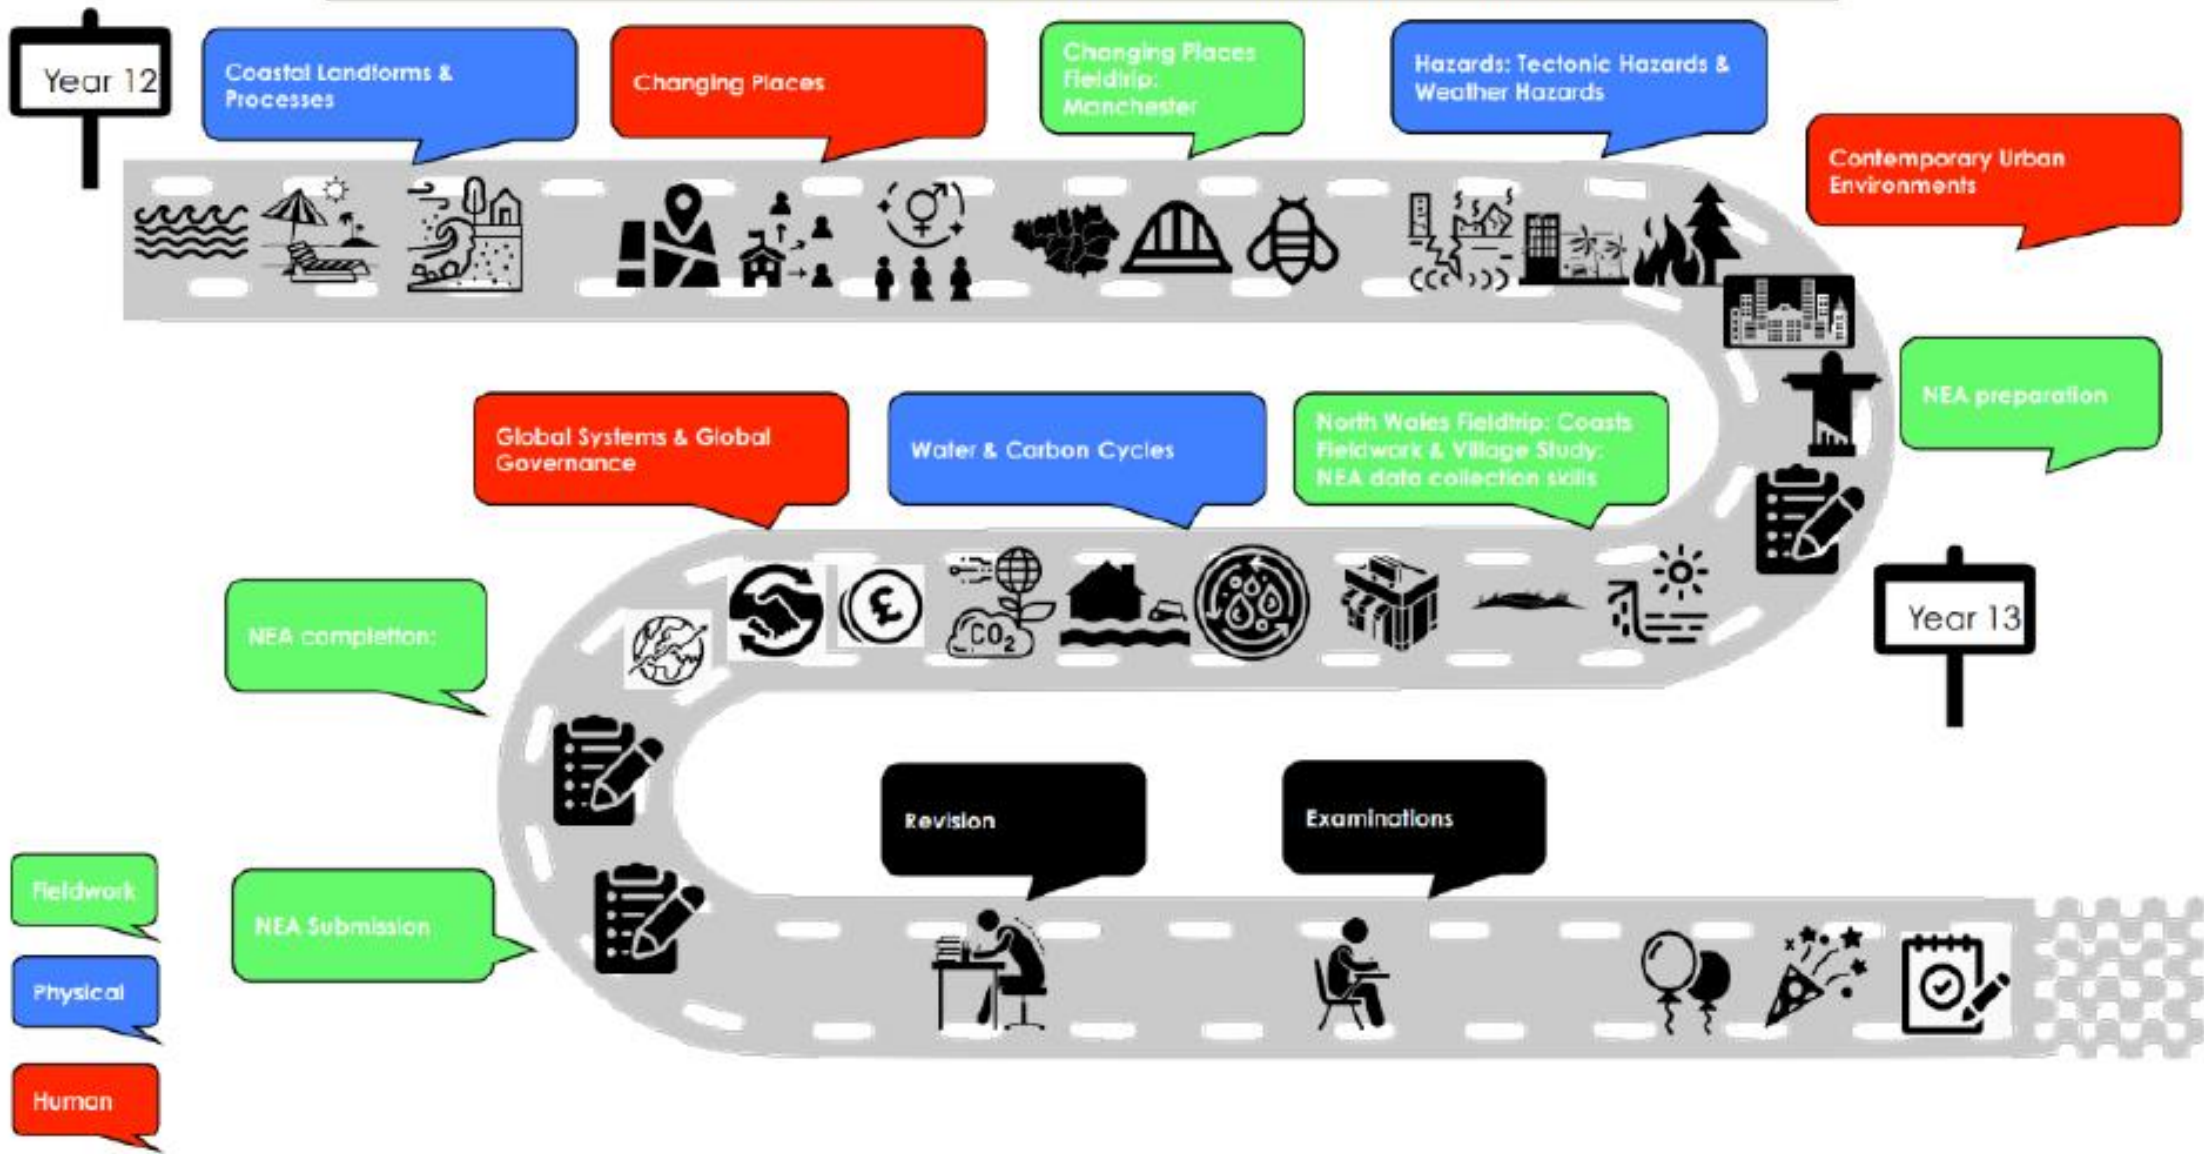 Year 12
Coastal Landforms &
Processes
Changing Places
Changing Places
Fieldtrip:
Manchester
Hazards: Tectonic Hazards &
Weather Hazards
Contemporary Urban
Environments
NEA preparation
North Wales Fieldtrip: Coasts
Fieldwork & Village Study:
NEA data collection skills
Water & Carbon Cycles
Global Systems & Global
Governance
Year 13
£
CO2
NEA completion:
NEA Submission
Revision
Examinations
Fieldwork
Physical
Human